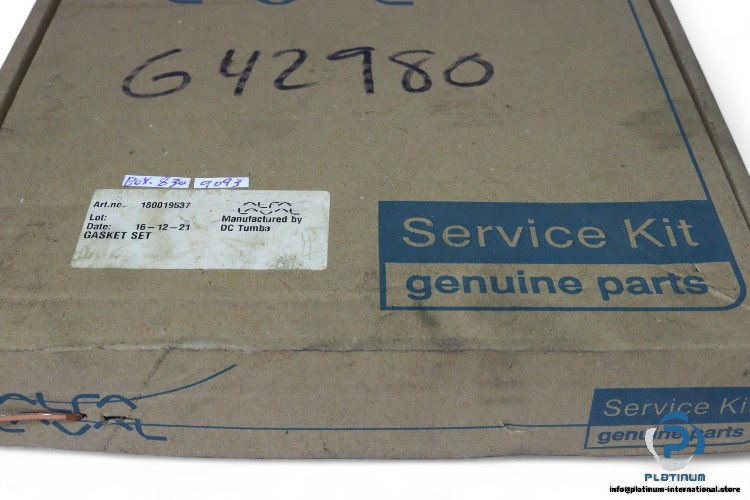 G42980
Box. 830 9093
Art.no. 180019537 ALFA LAVAL
Lot: Manufactured by
Date: 16-12-21 DC Tumba
GASKET SET
Service Kit
genuine parts
ALFA LAVAL
Service Ki
genuine parts
PLATINUM
info@platinum-international.store